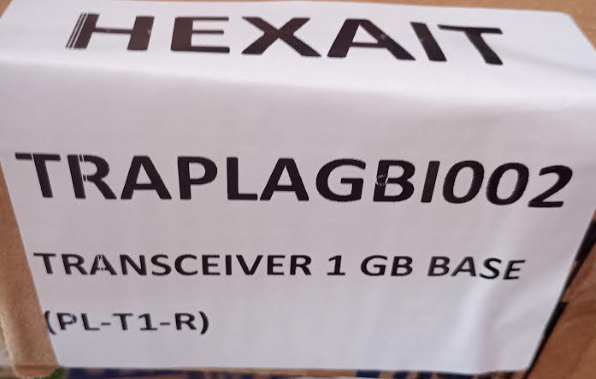 HEXAIT
TRAPLAGBI002
TRANSCEIVER 1 GB BASE
(PL-T1-R)